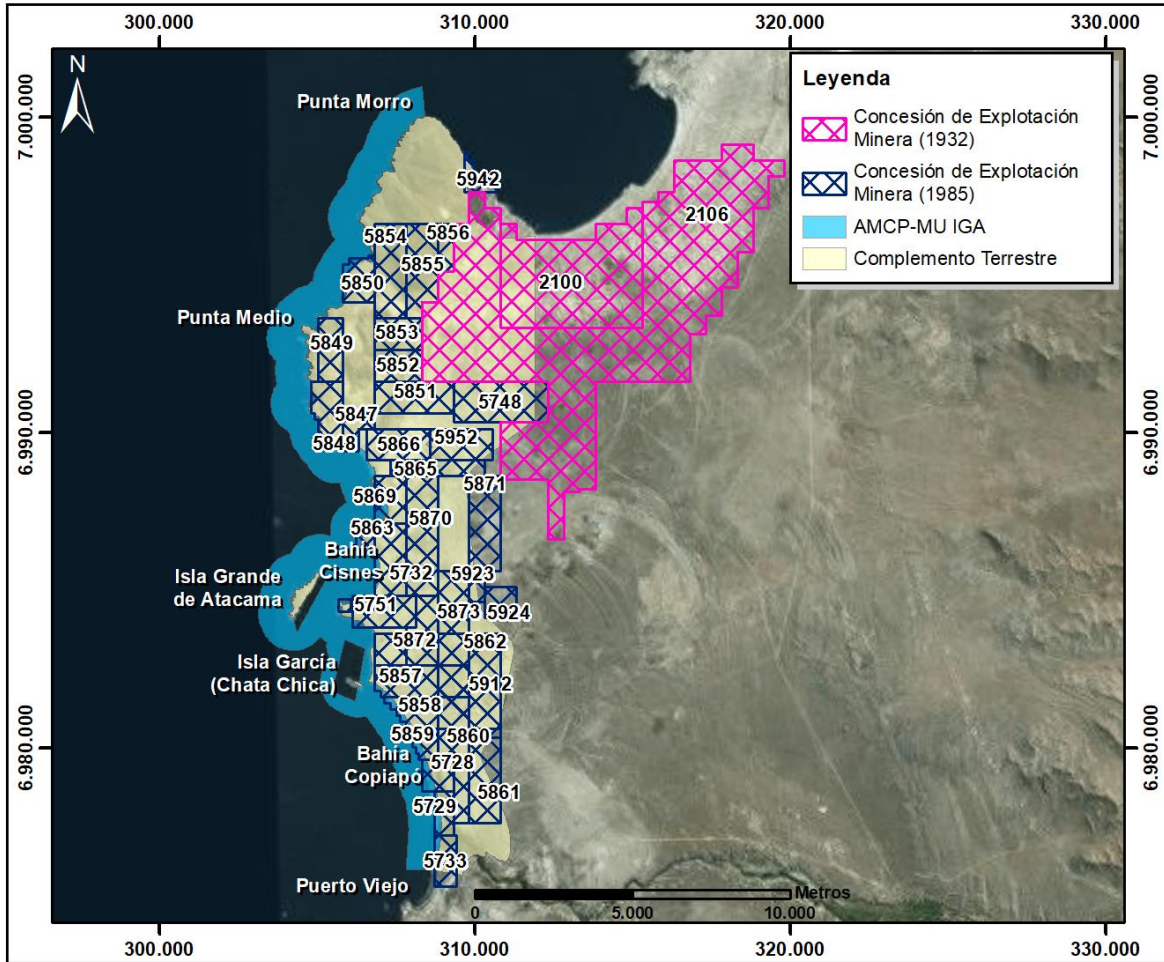 300.000 310.000 320.000 330.000
N
Leyenda
Concesión de Explotación
Minera (1932)
Concesión de Explotación
Minera (1985)
AMCP-MU IGA
Complemento Terrestre
7.000.000
7.000.000
Punta Morro
5942
2106
5854
5856
5855
5850
2100
Punta Medio
5853
5849
5852
5851
5748
5847
6.990.000
6.990.000
5848
5866
5952
5865
5871
5869
5870
5863
Bahía
Cisnes
5732
5923
Isla Grande
de Atacama
5751
5873
5924
5872
5862
Isla García
(Chata Chica)
5857
5912
5858
5859
5860
6.980.000
6.980.000
Bahía
Copiapó
5728
5861
5729
5733
Puerto Viejo
Metros
0 5.000 10.000
300.000 310.000 320.000 330.000